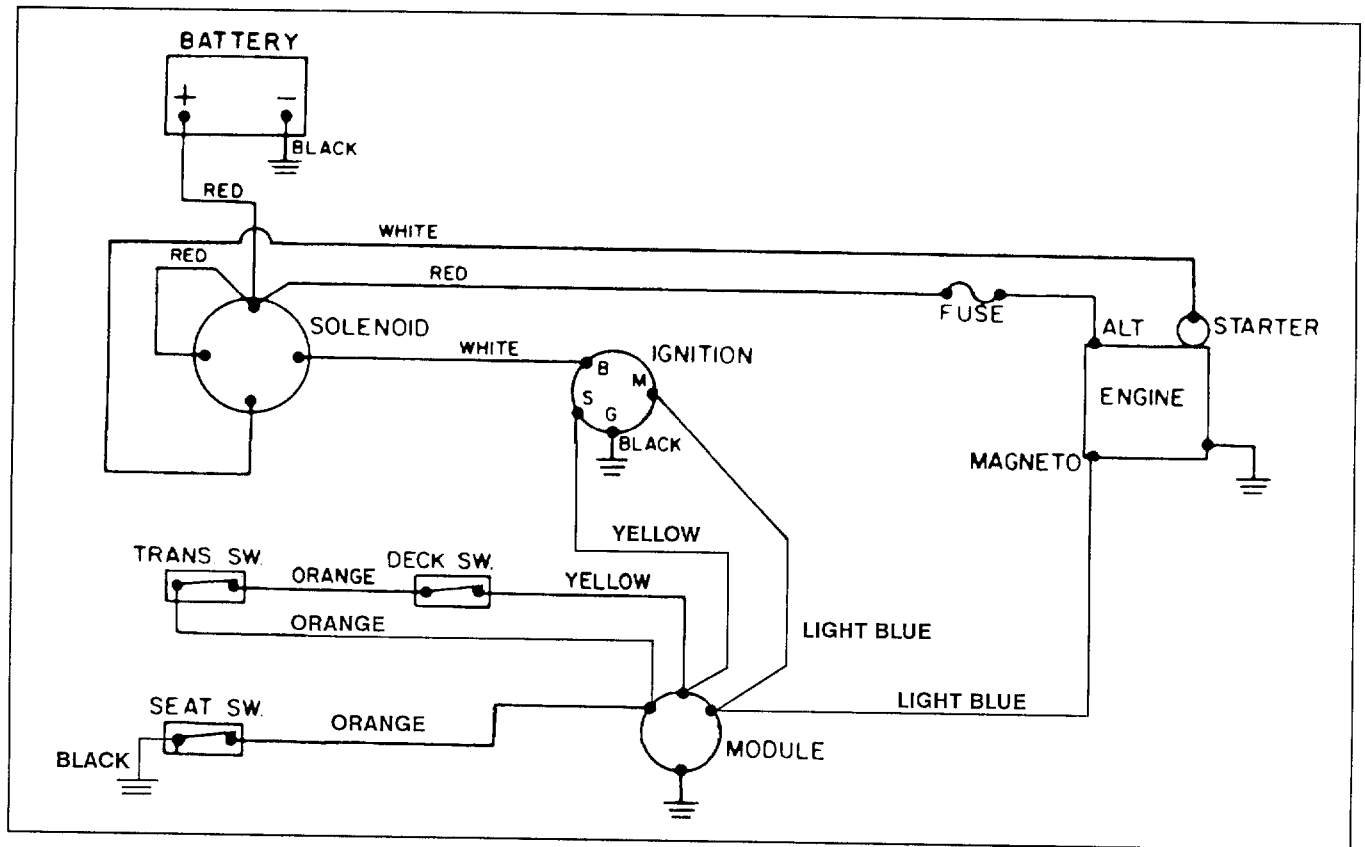 BATTERY
+
−
BLACK
RED
WHITE
RED
RED
FUSE
SOLENOID
ALT
STARTER
WHITE
IGNITION
B
M
S
G
ENGINE
BLACK
MAGNETO
YELLOW
TRANS. SW.
DECK SW.
ORANGE
YELLOW
ORANGE
LIGHT BLUE
LIGHT BLUE
SEAT SW.
ORANGE
MODULE
BLACK